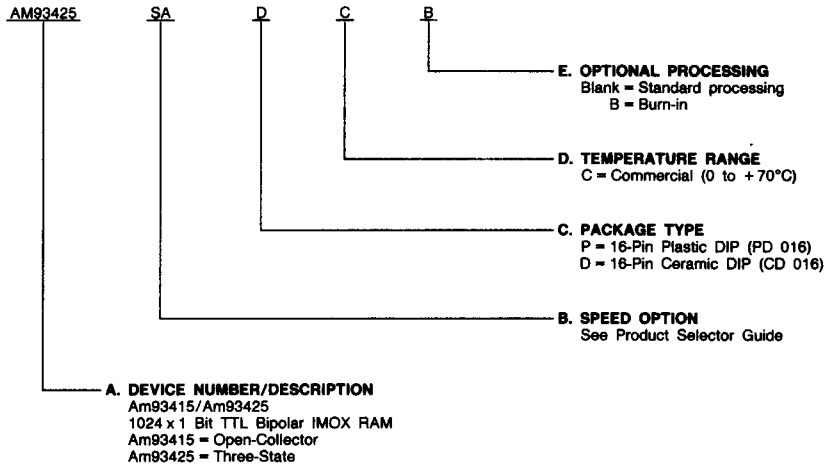 AM93425 SA D C B
E. OPTIONAL PROCESSING
Blank = Standard processing
B = Burn-in
D. TEMPERATURE RANGE
C = Commercial (0 to +70°C)
C. PACKAGE TYPE
P = 16-Pin Plastic DIP (PD 016)
D = 16-Pin Ceramic DIP (CD 016)
B. SPEED OPTION
See Product Selector Guide
A. DEVICE NUMBER/DESCRIPTION
Am93415/Am93425
1024 x 1 Bit TTL Bipolar IMOX RAM
Am93415 = Open-Collector
Am93425 = Three-State